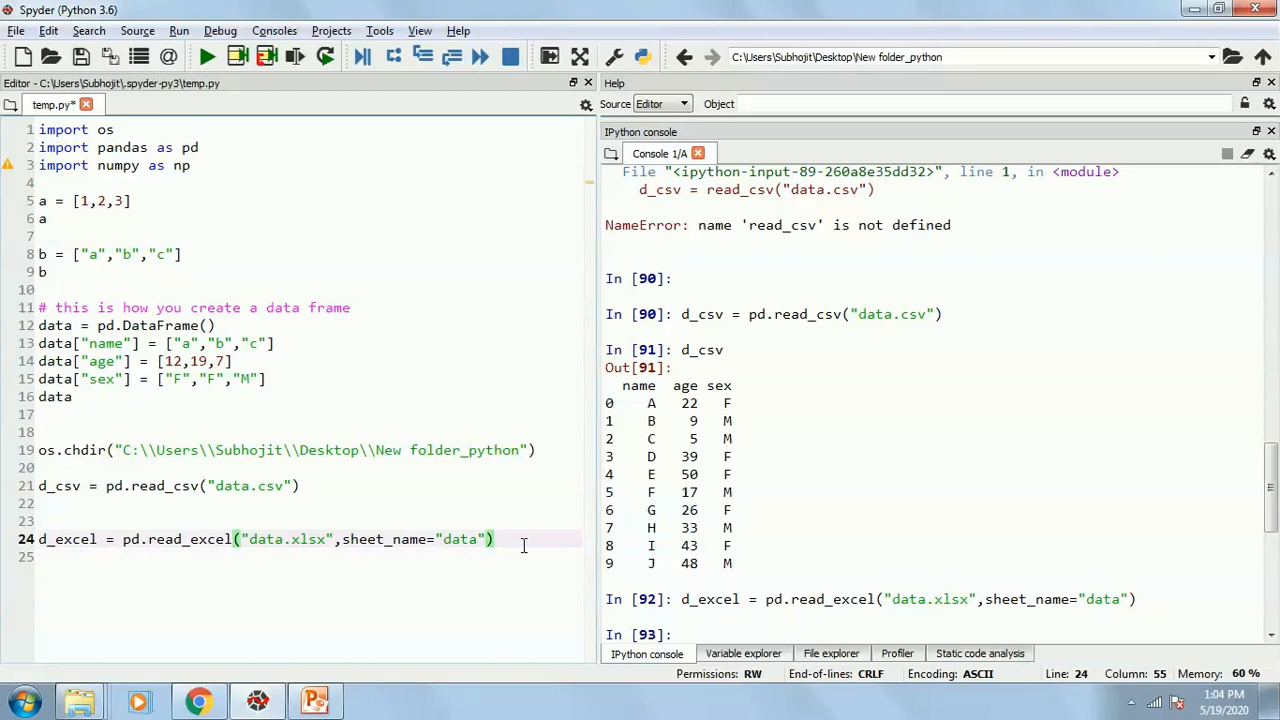 Spyder (Python 3.6)
File Edit Search Source Run Debug Consoles Projects Tools View Help
C:\Users\Subhojit\Desktop\New folder_python
Editor - C:\Users\Subhojit\.spyder-py3\temp.py
temp.py*
1 import os
2 import pandas as pd
3 import numpy as np
4
5 a = [1,2,3]
6 a
7
8 b = ["a","b","c"]
9 b
10
11 # this is how you create a data frame
12 data = pd.DataFrame()
13 data["name"] = ["a","b","c"]
14 data["age"] = [12,19,7]
15 data["sex"] = ["F","F","M"]
16 data
17
18
19 os.chdir("C:\\Users\\Subhojit\\Desktop\\New folder_python")
20
21 d_csv = pd.read_csv("data.csv")
22
23
24 d_excel = pd.read_excel("data.xlsx",sheet_name="data")
25
Help
Source Editor Object
IPython console
Console 1/A
File "<ipython-input-89-260a8e35dd32>", line 1, in <module>
d_csv = read_csv("data.csv")
NameError: name 'read_csv' is not defined
In [90]:
In [90]: d_csv = pd.read_csv("data.csv")
In [91]: d_csv
Out[91]:
name age sex
0 A 22 F
1 B 9 M
2 C 5 M
3 D 39 F
4 E 50 F
5 F 17 M
6 G 26 F
7 H 33 M
8 I 43 F
9 J 48 M
In [92]: d_excel = pd.read_excel("data.xlsx",sheet_name="data")
In [93]:
IPython console Variable explorer File explorer Profiler Static code analysis
Permissions: RW End-of-lines: CRLF Encoding: ASCII Line: 24 Column: 55 Memory: 60 %
1:04 PM
5/19/2020